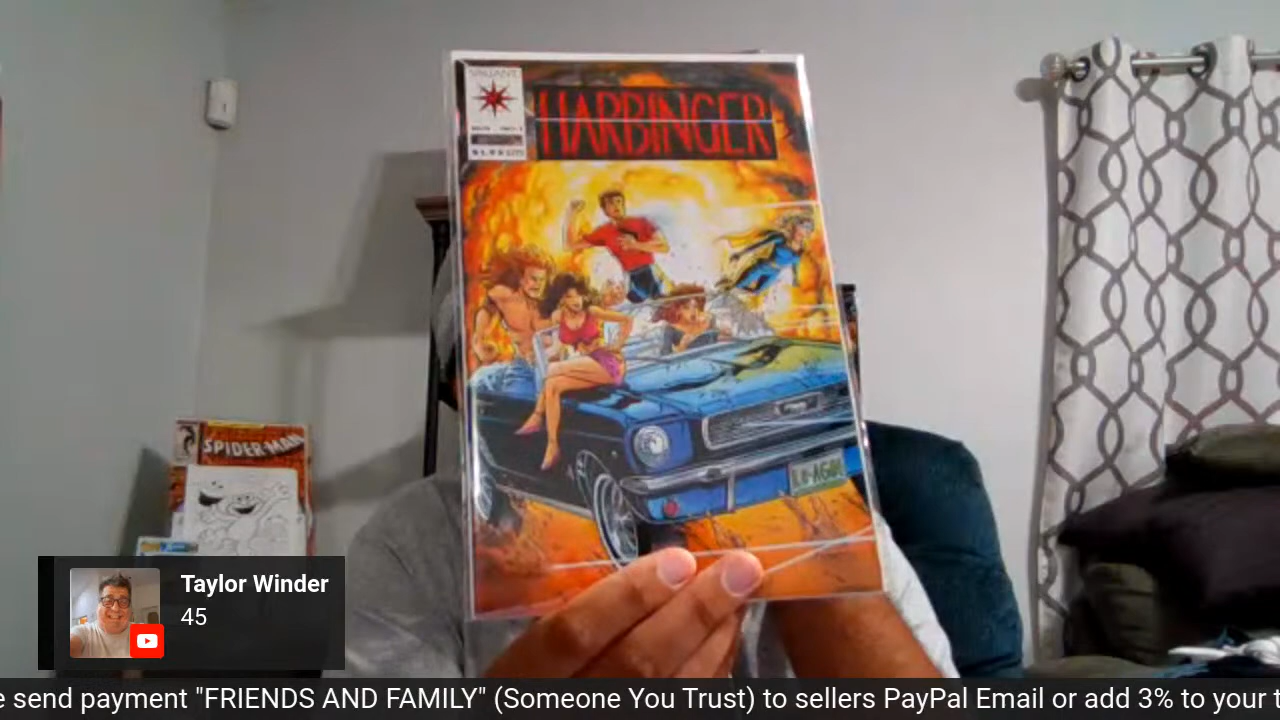 VALIANT
HARBINGER
SPIDER-MAN
Taylor Winder
45
e send payment "FRIENDS AND FAMILY" (Someone You Trust) to sellers PayPal Email or add 3% to your t